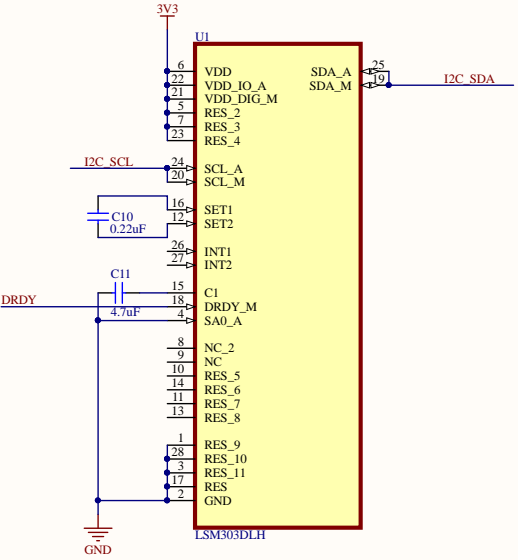 3V3
U1
6 VDD
22 VDD_IO_A
21 VDD_DIG_M
5 RES_2
7 RES_3
23 RES_4
SDA_A 25
SDA_M 19
I2C_SDA
I2C_SCL
24 SCL_A
20 SCL_M
16 SET1
12 SET2
C10
0.22uF
26 INT1
27 INT2
C11
4.7uF
15 C1
DRDY
18 DRDY_M
4 SA0_A
8 NC_2
9 NC
10 RES_5
14 RES_6
11 RES_7
13 RES_8
1 RES_9
28 RES_10
3 RES_11
17 RES
2 GND
LSM303DLH
GND